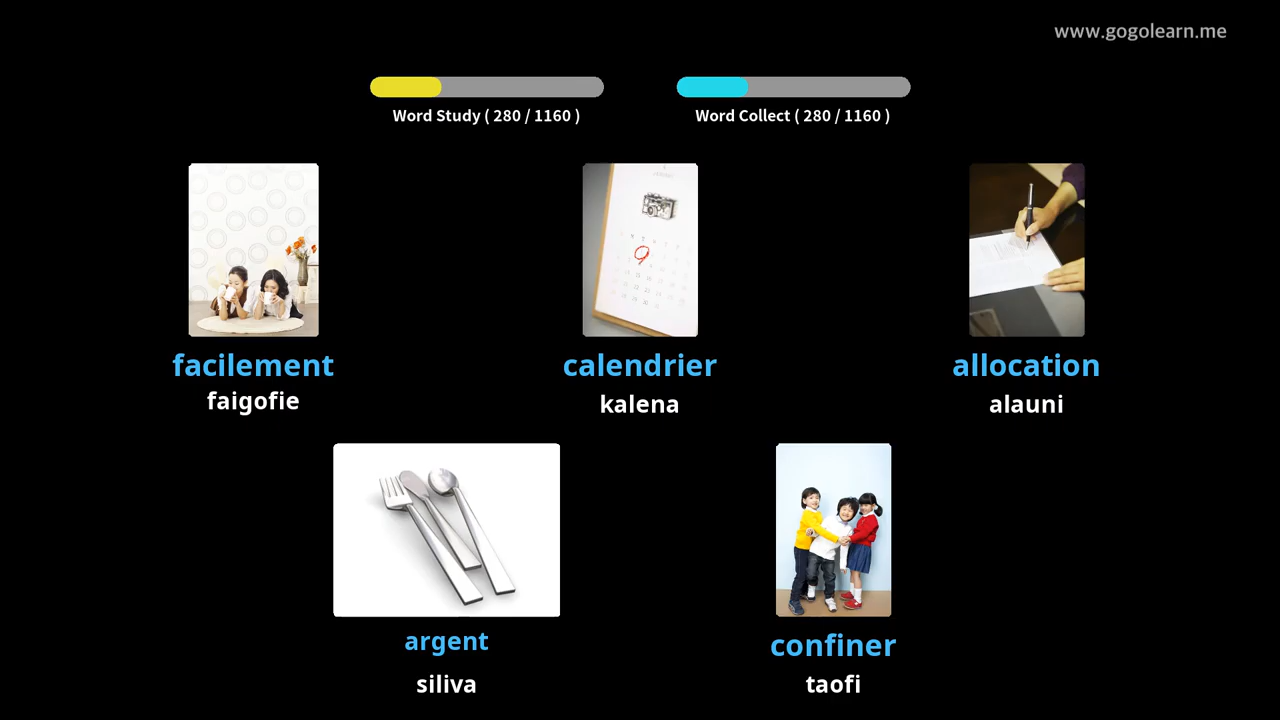 www.gogolearn.me
Word Study ( 280 / 1160 )
Word Collect ( 280 / 1160 )
facilement
faigofie
calendrier
kalena
allocation
alauni
argent
siliva
confiner
taofi